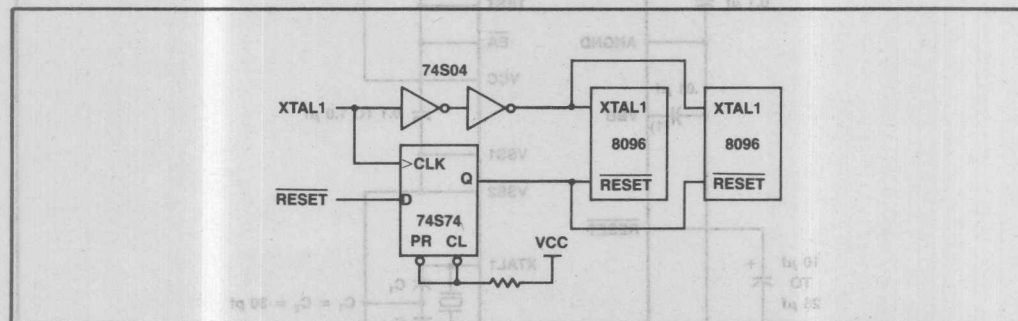 74S04
XTAL1
XTAL1
XTAL1
8096
8096
>CLK
Q
RESET
RESET
RESET
D
74S74
PR CL
VCC